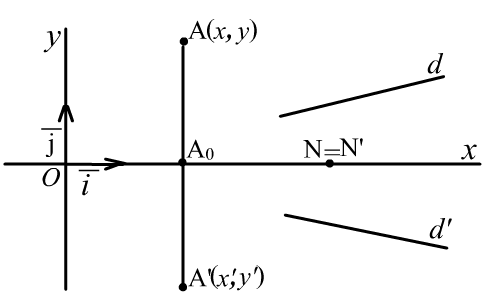 y
A(x, y)
d
j
A₀
N=N'
x
O
i
d'
A'(x',y')